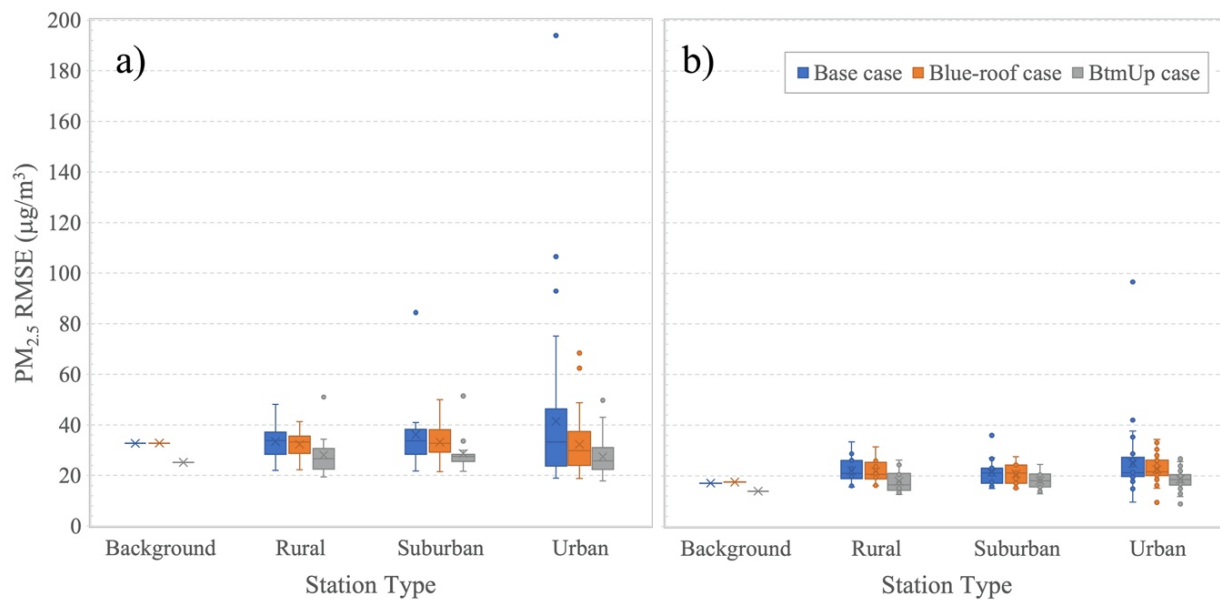 a)
b)
Base case Blue-roof case BtmUp case
PM2.5 RMSE (μg/m³)
200
180
160
140
120
100
80
60
40
20
0
Background Rural Suburban Urban
Background Rural Suburban Urban
Station Type
Station Type